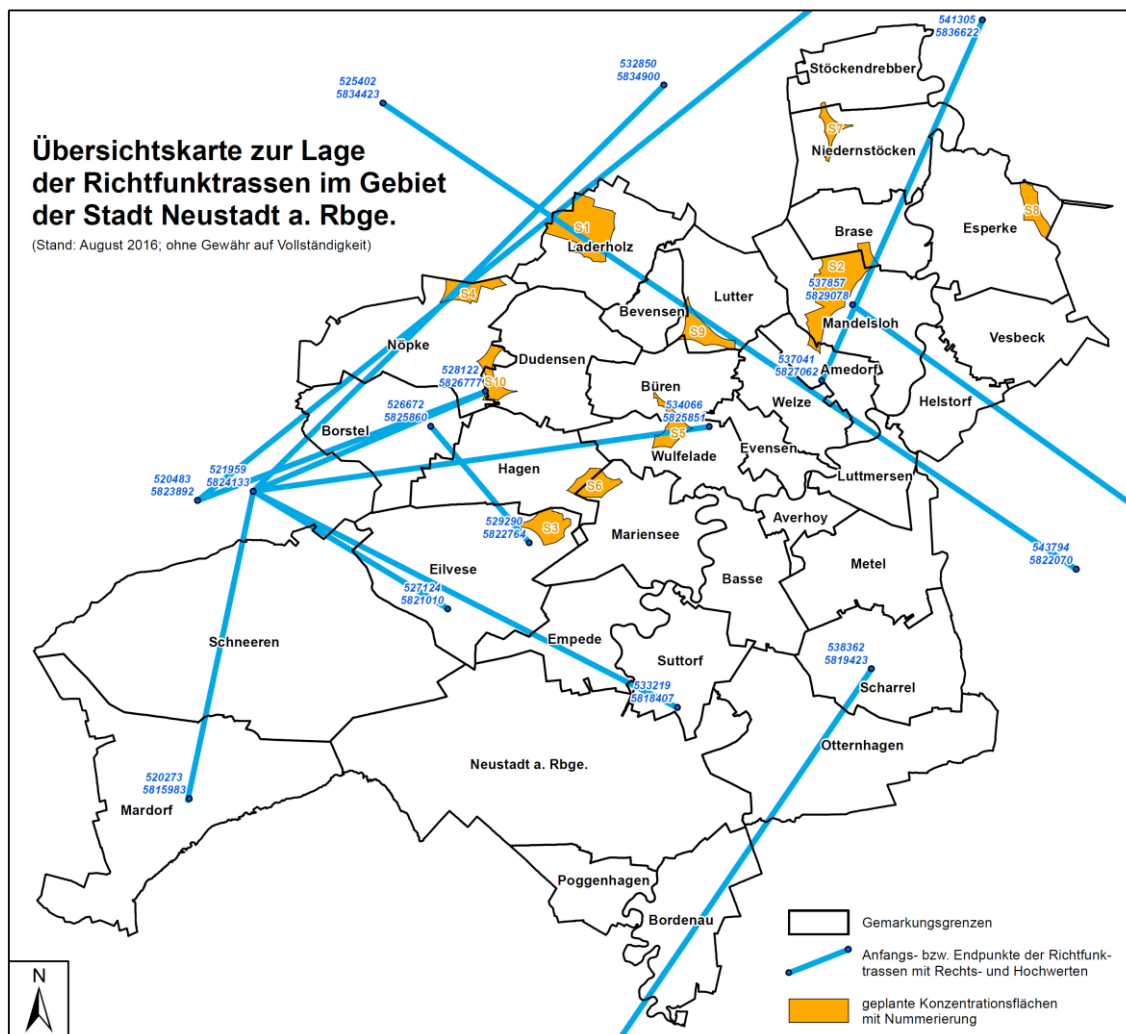 541305
5836622
Stöckendrebber
532850
5834900
525402
5834423
Übersichtskarte zur Lage
der Richtfunktrassen im Gebiet
der Stadt Neustadt a. Rbge.
(Stand: August 2016; ohne Gewähr auf Vollständigkeit)
S7
Niedernstöcken
S8
Esperke
S1
Laderholz
Brase
S2
537857
5829078
Mandelsloh
S4
Lutter
Bevensen
S9
Vesbeck
Nöpke
Dudensen
528122
5826777
S10
537041
5827062
Amedorf
Büren
534066
5825851
Welze
Helstorf
526672
5825860
Borstel
S5
Wulfelade
Evensen
Hagen
Luttmersen
521959
5824133
520483
5823892
S6
Averhoy
529290
5822764
S3
Mariensee
Metel
543794
5822070
Eilvese
Basse
527124
5821010
Schneeren
Empede
Suttorf
538362
5819423
Scharrel
533219
5818407
Otternhagen
Neustadt a. Rbge.
520273
5815983
Mardorf
Poggenhagen
Bordenau
Gemarkungsgrenzen
Anfangs- bzw. Endpunkte der Richtfunk-
trassen mit Rechts- und Hochwerten
geplante Konzentrationsflächen
mit Nummerierung
N